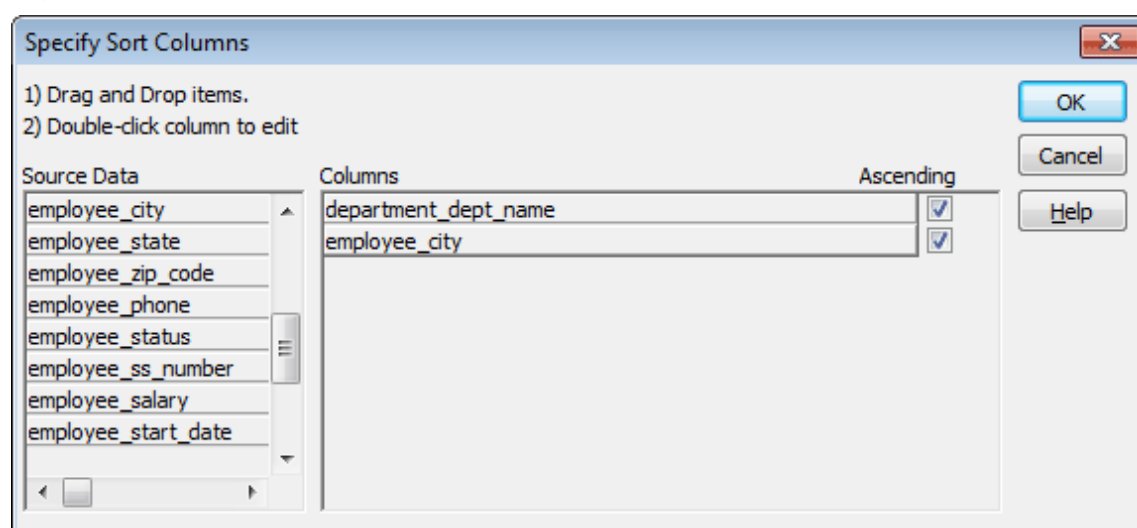 Specify Sort Columns
1) Drag and Drop items.
2) Double-click column to edit
OK
Cancel
Help
Source Data
employee_city
employee_state
employee_zip_code
employee_phone
employee_status
employee_ss_number
employee_salary
employee_start_date
Columns Ascending
department_dept_name
employee_city